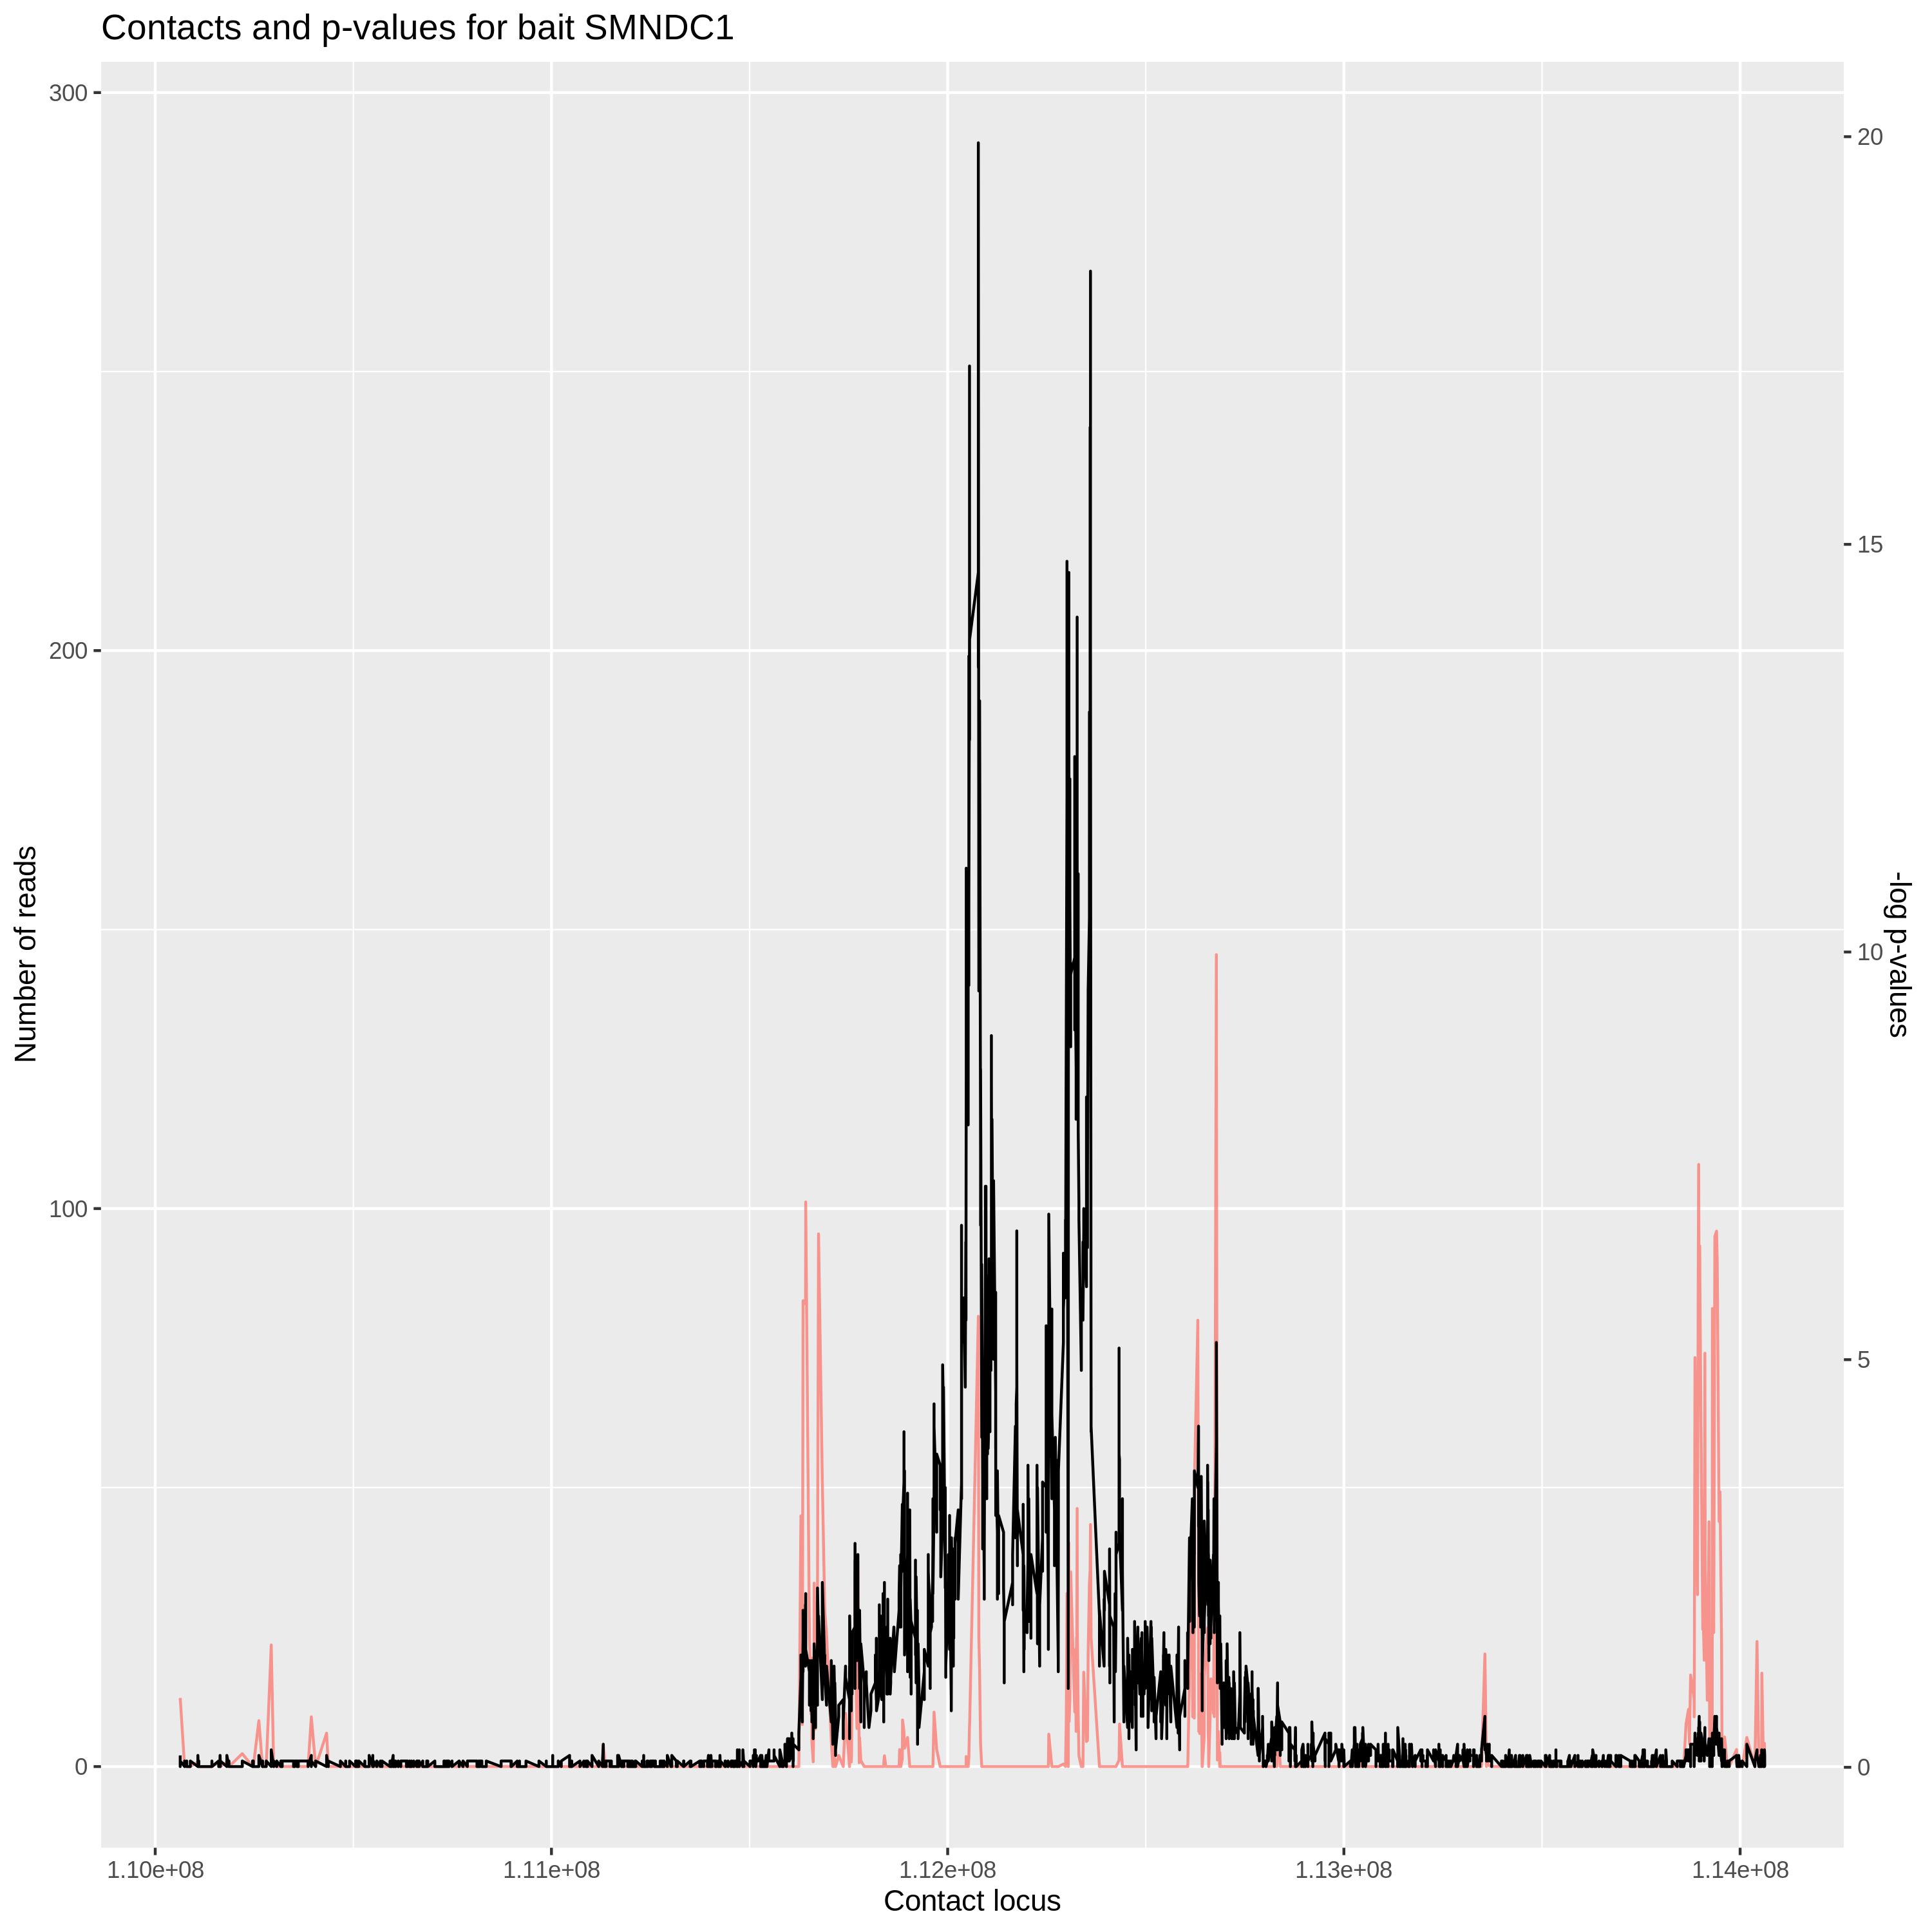 Contacts and p-values for bait SMNDC1
300
200
100
0
Number of reads
20
15
10
5
0
-log p-values
1.10e+08 1.11e+08 1.12e+08 1.13e+08 1.14e+08
Contact locus